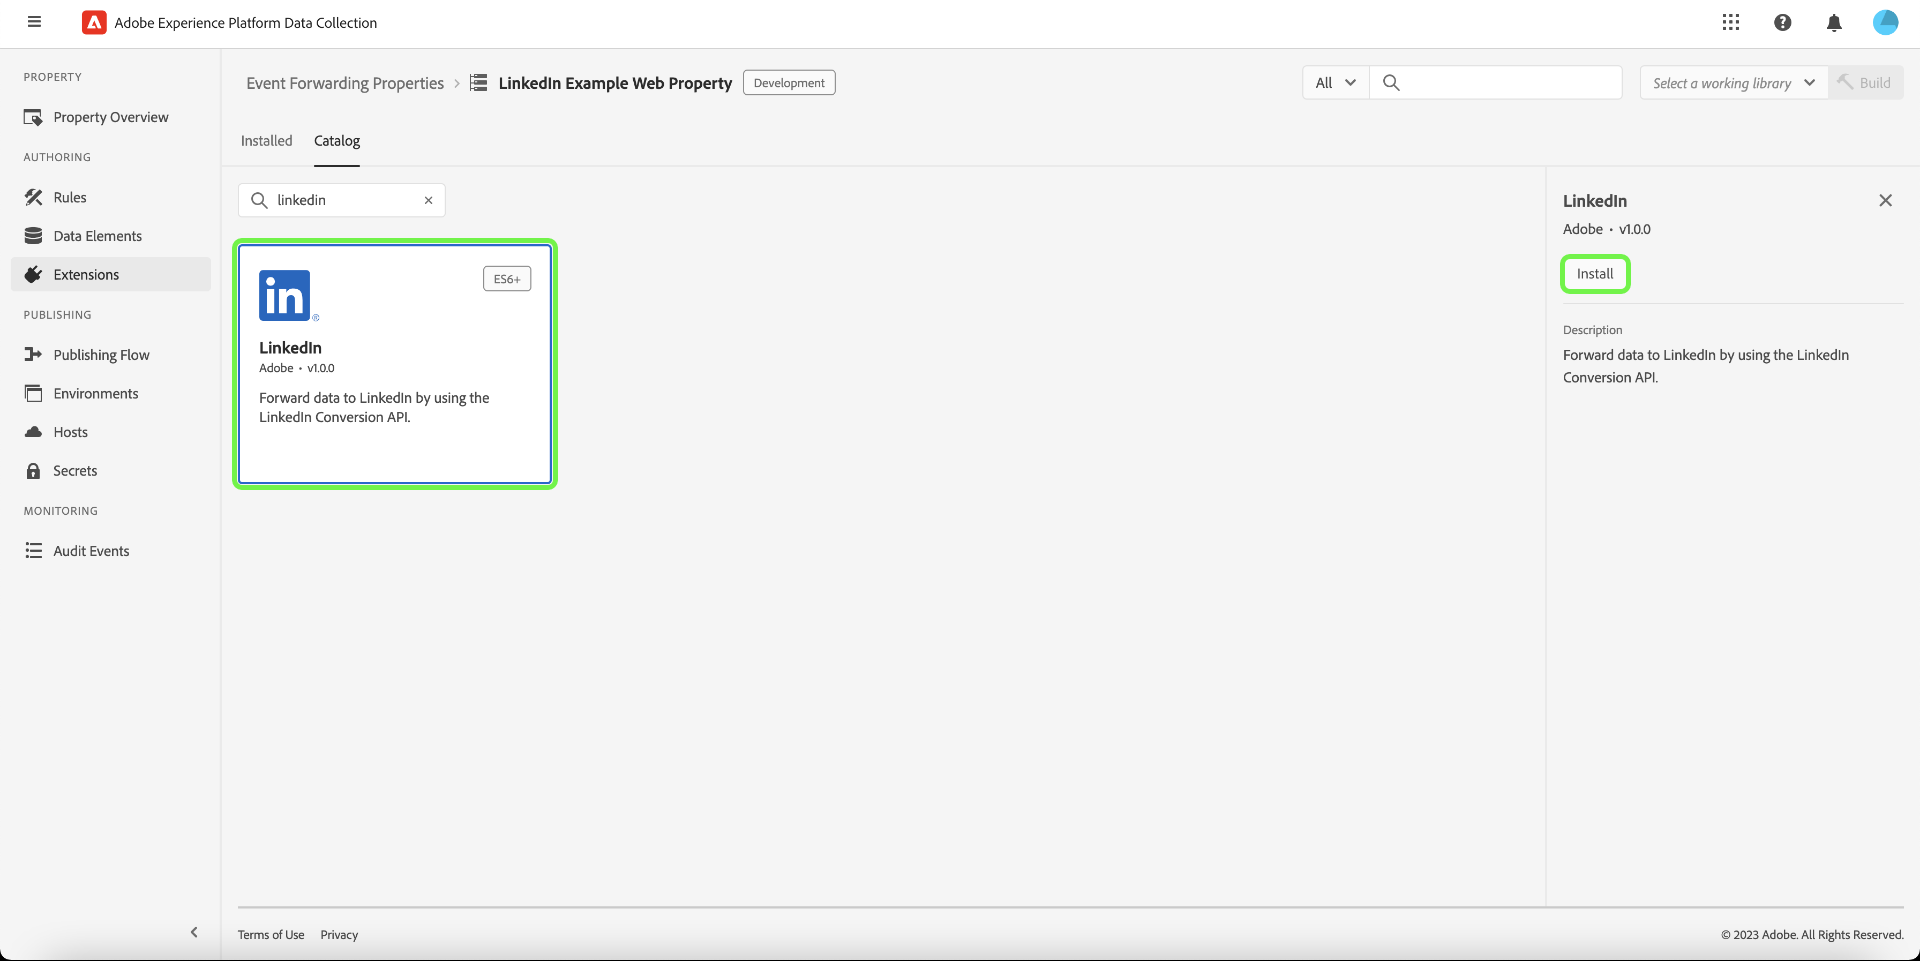 Adobe Experience Platform Data Collection
PROPERTY
Property Overview
AUTHORING
Rules
Data Elements
Extensions
PUBLISHING
Publishing Flow
Environments
Hosts
Secrets
MONITORING
Audit Events
Event Forwarding Properties › LinkedIn Example Web Property Development
All
Select a working library
Build
Installed Catalog
linkedin
in ®
ES6+
LinkedIn
Adobe • v1.0.0
Forward data to LinkedIn by using the
LinkedIn Conversion API.
LinkedIn
Adobe • v1.0.0
Install
Description
Forward data to LinkedIn by using the LinkedIn
Conversion API.
Terms of Use Privacy
© 2023 Adobe. All Rights Reserved.